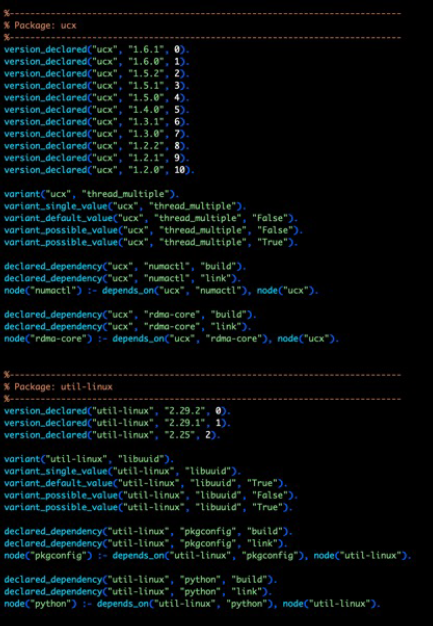 %-----------------------------------------------------------------------------
% Package: ucx
%-----------------------------------------------------------------------------
version_declared("ucx", "1.6.1", 0).
version_declared("ucx", "1.6.0", 1).
version_declared("ucx", "1.5.2", 2).
version_declared("ucx", "1.5.1", 3).
version_declared("ucx", "1.5.0", 4).
version_declared("ucx", "1.4.0", 5).
version_declared("ucx", "1.3.1", 6).
version_declared("ucx", "1.3.0", 7).
version_declared("ucx", "1.2.2", 8).
version_declared("ucx", "1.2.1", 9).
version_declared("ucx", "1.2.0", 10).
variant("ucx", "thread_multiple").
variant_single_value("ucx", "thread_multiple").
variant_default_value("ucx", "thread_multiple", "False").
variant_possible_value("ucx", "thread_multiple", "False").
variant_possible_value("ucx", "thread_multiple", "True").
declared_dependency("ucx", "numactl", "build").
declared_dependency("ucx", "numactl", "link").
node("numactl") :- depends_on("ucx", "numactl"), node("ucx").
declared_dependency("ucx", "rdma-core", "build").
declared_dependency("ucx", "rdma-core", "link").
node("rdma-core") :- depends_on("ucx", "rdma-core"), node("ucx").
%-----------------------------------------------------------------------------
% Package: util-linux
%-----------------------------------------------------------------------------
version_declared("util-linux", "2.29.2", 0).
version_declared("util-linux", "2.29.1", 1).
version_declared("util-linux", "2.25", 2).
variant("util-linux", "libuuid").
variant_single_value("util-linux", "libuuid").
variant_default_value("util-linux", "libuuid", "True").
variant_possible_value("util-linux", "libuuid", "False").
variant_possible_value("util-linux", "libuuid", "True").
declared_dependency("util-linux", "pkgconfig", "build").
declared_dependency("util-linux", "pkgconfig", "link").
node("pkgconfig") :- depends_on("util-linux", "pkgconfig"), node("util-linux").
declared_dependency("util-linux", "python", "build").
declared_dependency("util-linux", "python", "link").
node("python") :- depends_on("util-linux", "python"), node("util-linux").